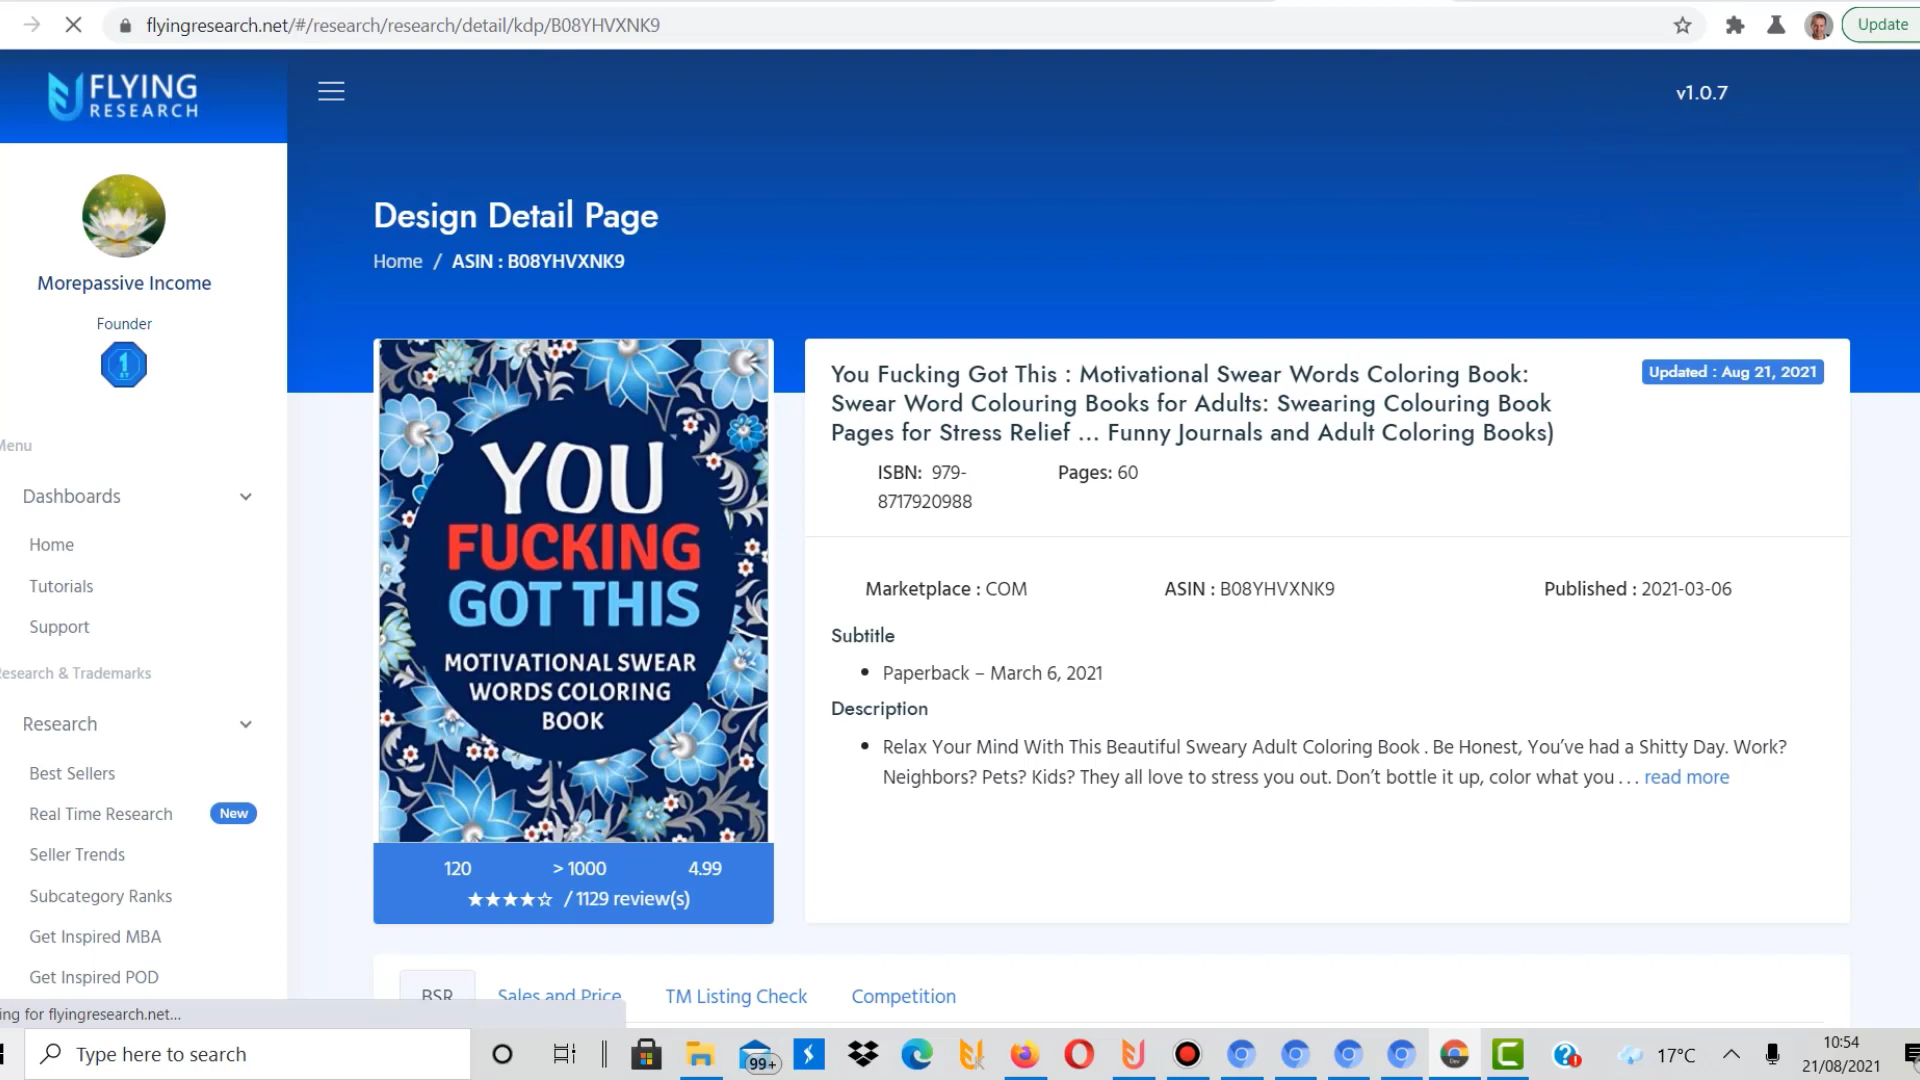 flyingresearch.net/#/research/research/detail/kdp/B08YHVXNK9
Update
FLYING
RESEARCH
v1.0.7
Morepassive Income
Founder
1
ST
Menu
Dashboards
Home
Tutorials
Support
Research & Trademarks
Research
Best Sellers
Real Time Research New
Seller Trends
Subcategory Ranks
Get Inspired MBA
Get Inspired POD
Design Detail Page
Home / ASIN : B08YHVXNK9
YOU
FUCKING
GOT THIS
MOTIVATIONAL SWEAR
WORDS COLORING
BOOK
120 > 1000 4.99
/ 1129 review(s)
You Fucking Got This : Motivational Swear Words Coloring Book:
Swear Word Colouring Books for Adults: Swearing Colouring Book
Pages for Stress Relief ... Funny Journals and Adult Coloring Books)
Updated : Aug 21, 2021
ISBN: 979-
8717920988
Pages: 60
Marketplace : COM ASIN : B08YHVXNK9 Published : 2021-03-06
Subtitle
• Paperback – March 6, 2021
Description
• Relax Your Mind With This Beautiful Sweary Adult Coloring Book . Be Honest, You've had a Shitty Day. Work?
Neighbors? Pets? Kids? They all love to stress you out. Don't bottle it up, color what you . . . read more
BSR Sales and Price TM Listing Check Competition
ing for flyingresearch.net...
Type here to search
99+
Dev
17°C
10:54
21/08/2021